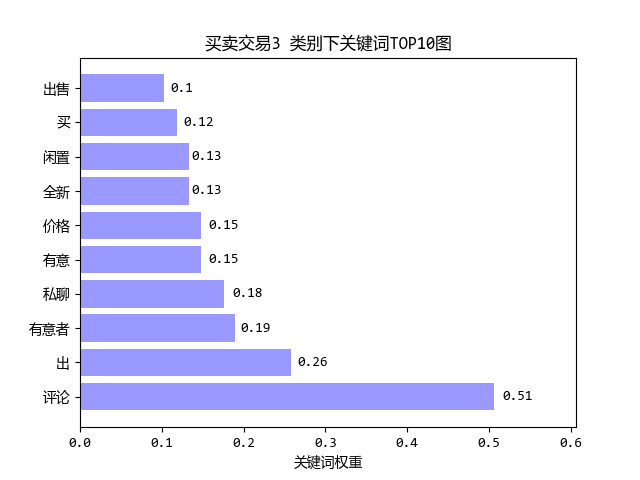 买卖交易3 类别下关键词TOP10图
出售 0.1
买 0.12
闲置 0.13
全新 0.13
价格 0.15
有意 0.15
私聊 0.18
有意者 0.19
出 0.26
评论 0.51
0.0 0.1 0.2 0.3 0.4 0.5 0.6
关键词权重